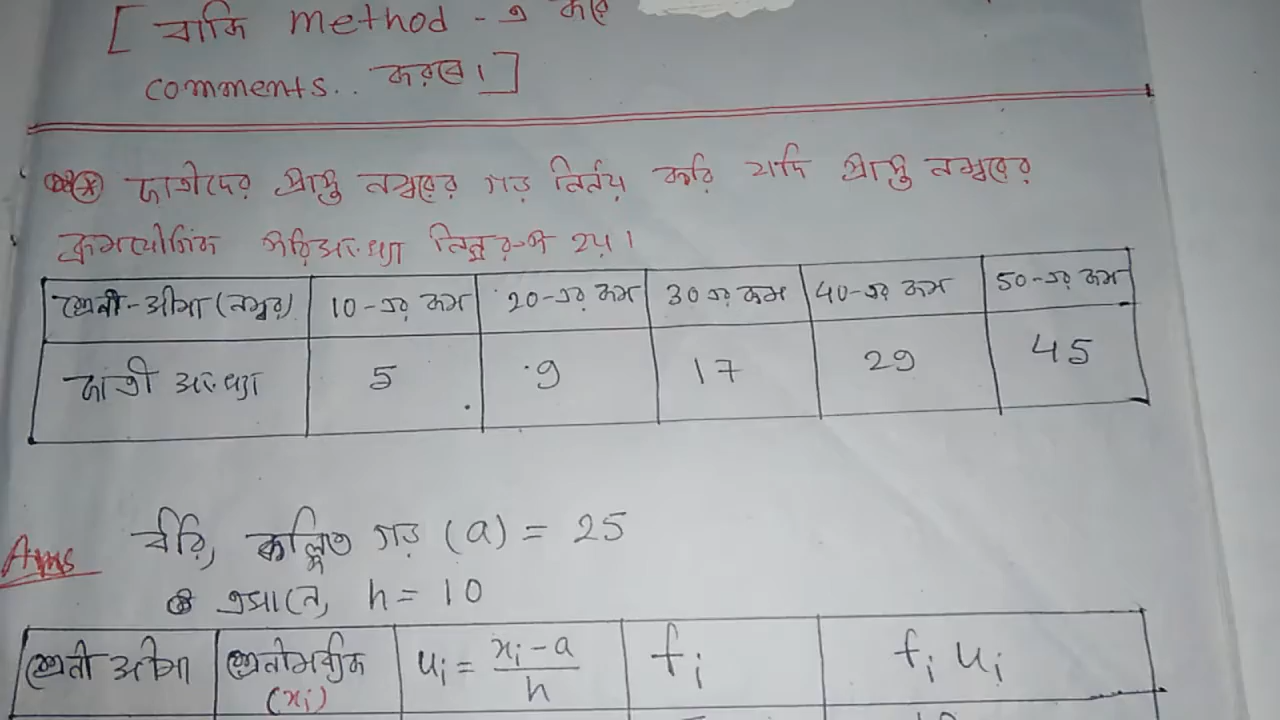 [ বাকি method - এ করে
comments.. করবে। ]
ছাত্রীদের প্রাপ্ত নম্বরের গড় নির্ণয় করি যদি প্রাপ্ত নম্বরের
ক্রমযৌগিক পরিসংখ্যা নিম্নরূপ হয়।
শ্রেণী-সীমা (নম্বর) 10-এর কম 20-এর কম 30 এর কম 40-এর কম 50-এর কম
ছাত্রী সংখ্যা 5 9 17 29 45
Ans ধরি, কল্পিত গড় (a) = 25
এখানে, h = 10
শ্রেণী সীমা শ্রেণীমধ্যক (xi) ui = xi - a / h fi fi ui